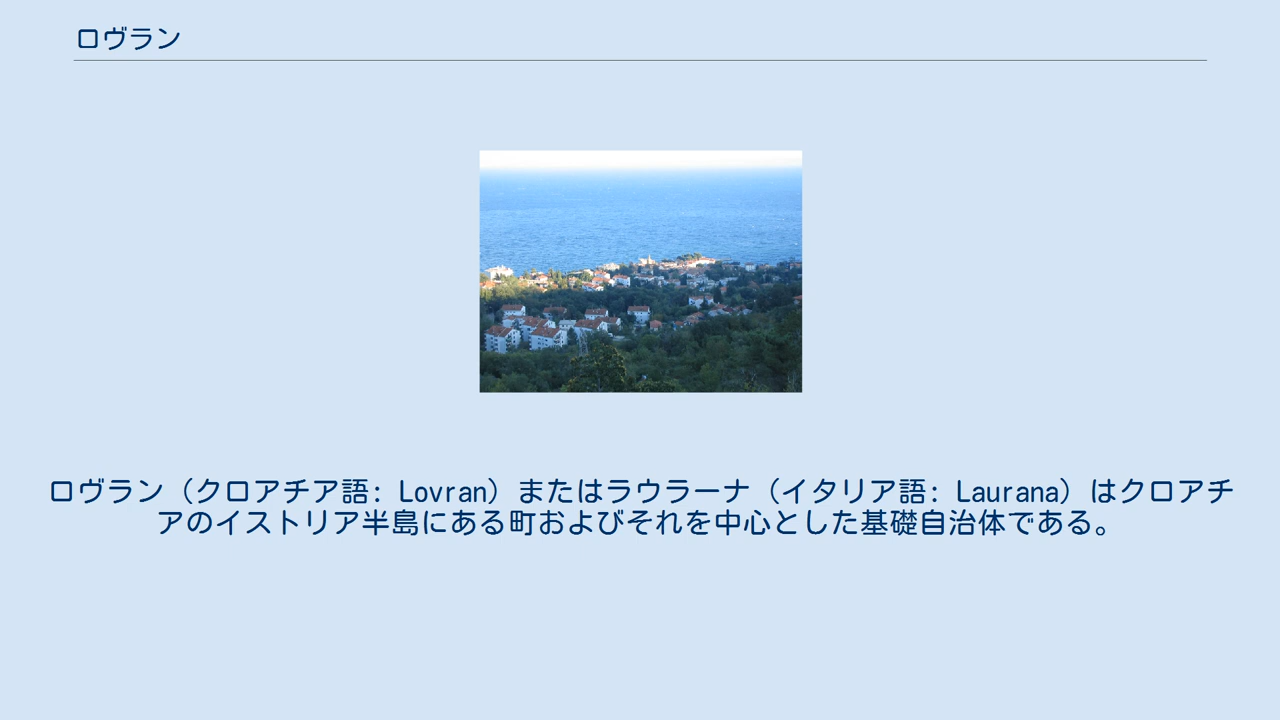 ロヴラン
ロヴラン（クロアチア語: Lovran）またはラウラーナ（イタリア語: Laurana）はクロアチ
アのイストリア半島にある町およびそれを中心とした基礎自治体である。